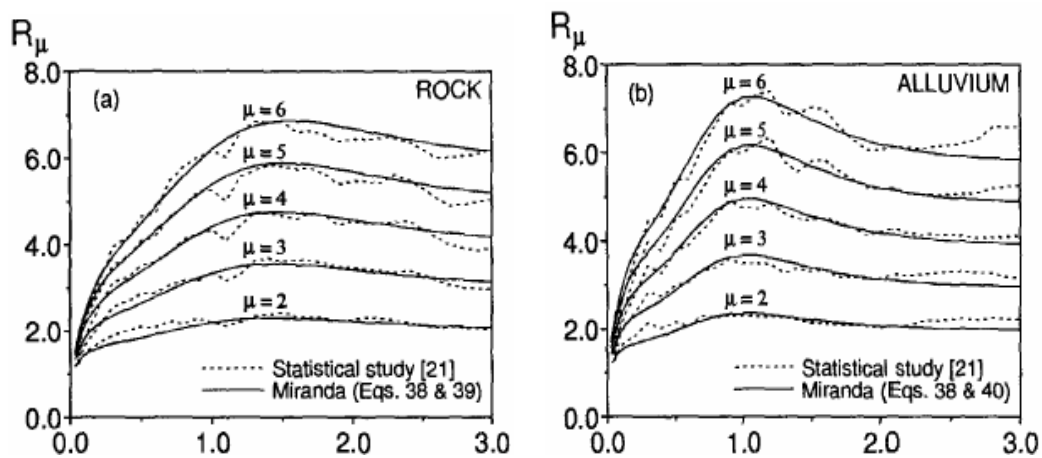 Rμ
8.0
(a)
ROCK
μ = 6
6.0
μ = 5
μ = 4
4.0
μ = 3
μ = 2
2.0
Statistical study [21]
Miranda (Eqs. 38 & 39)
0.0
0.0 1.0 2.0 3.0
Rμ
8.0
(b)
ALLUVIUM
μ = 6
6.0
μ = 5
μ = 4
4.0
μ = 3
μ = 2
2.0
Statistical study [21]
Miranda (Eqs. 38 & 40)
0.0
0.0 1.0 2.0 3.0